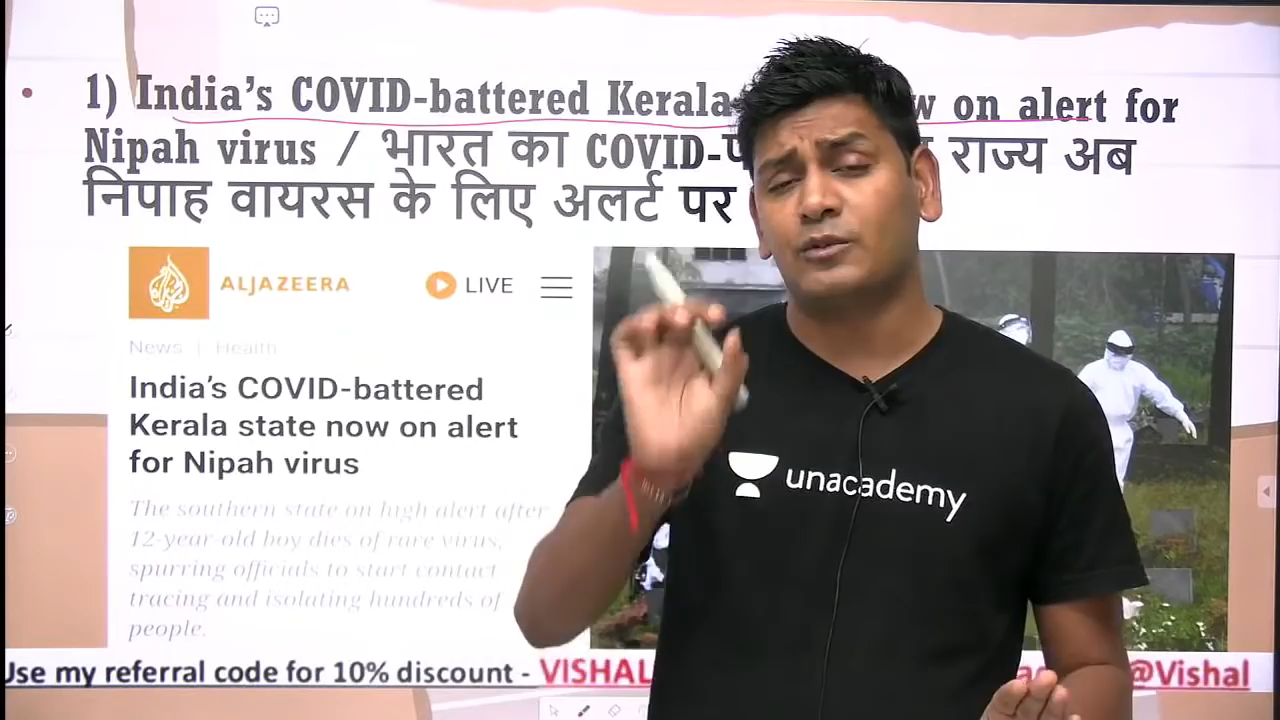 1) India's COVID-battered Kerala w on alert for
Nipah virus / भारत का COVID-प राज्य अब
निपाह वायरस के लिए अलर्ट पर
ALJAZEERA
LIVE
News | Health
India's COVID-battered
Kerala state now on alert
for Nipah virus
The southern state on high alert after
12-year-old boy dies of rare virus,
spurring officials to start contact
tracing and isolating hundreds of
people.
unacademy
Use my referral code for 10% discount - VISHAL @Vishal